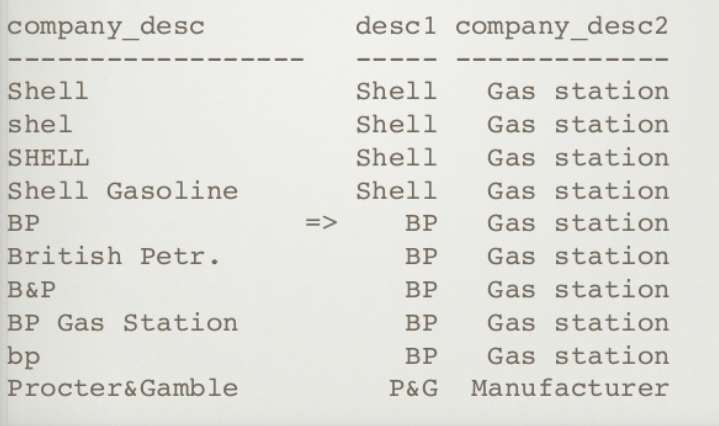 company_desc desc1 company_desc2
------------------ ----- -------------
Shell Shell Gas station
shel Shell Gas station
SHELL Shell Gas station
Shell Gasoline Shell Gas station
BP => BP Gas station
British Petr. BP Gas station
B&P BP Gas station
BP Gas Station BP Gas station
bp BP Gas station
Procter&Gamble P&G Manufacturer